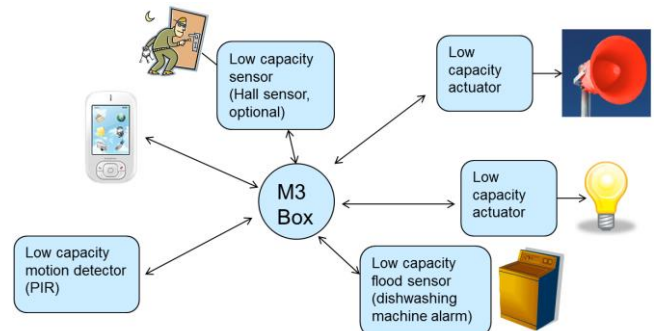 Low capacity
sensor
(Hall sensor,
optional)
Low
capacity
actuator
M3
Box
Low
capacity
actuator
Low capacity
motion detector
(PIR)
Low capacity
flood sensor
(dishwashing
machine alarm)